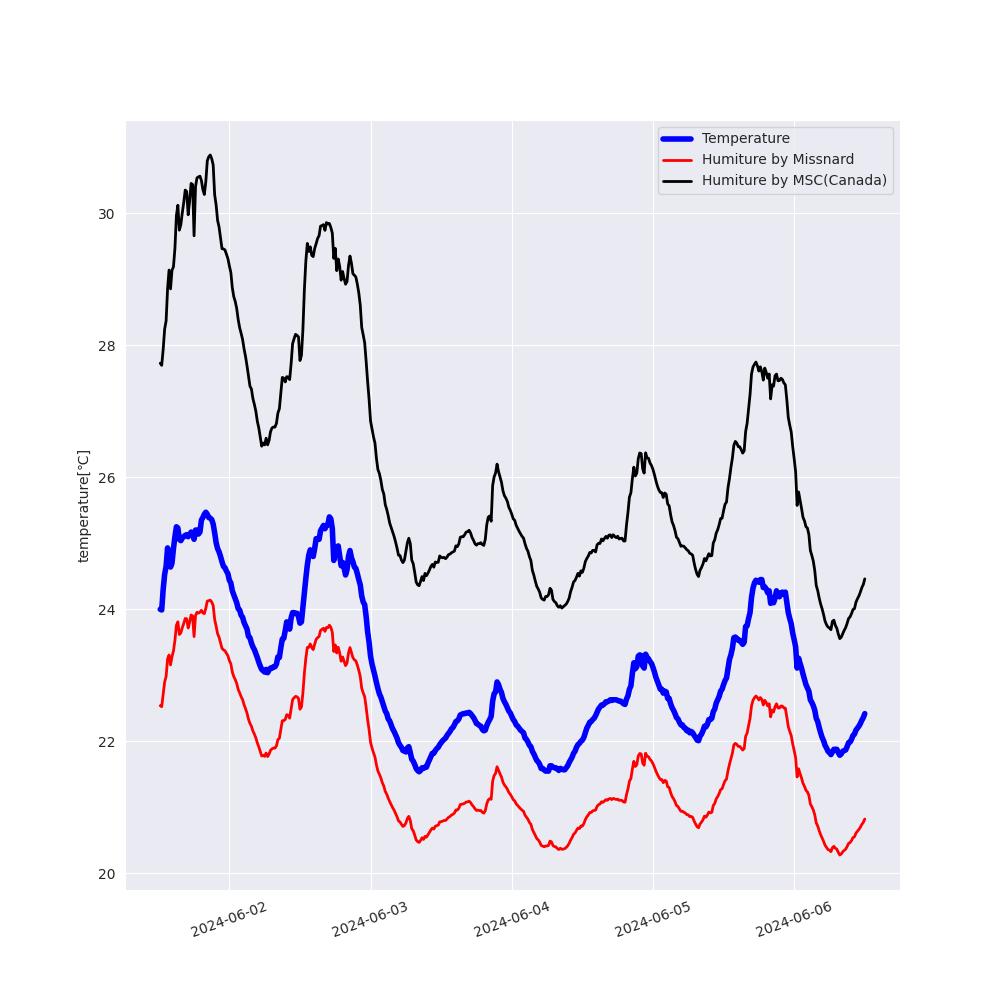 Temperature
Humiture by Missnard
Humiture by MSC(Canada)
30
28
26
24
22
20
temperature[℃]
2024-06-02
2024-06-03
2024-06-04
2024-06-05
2024-06-06